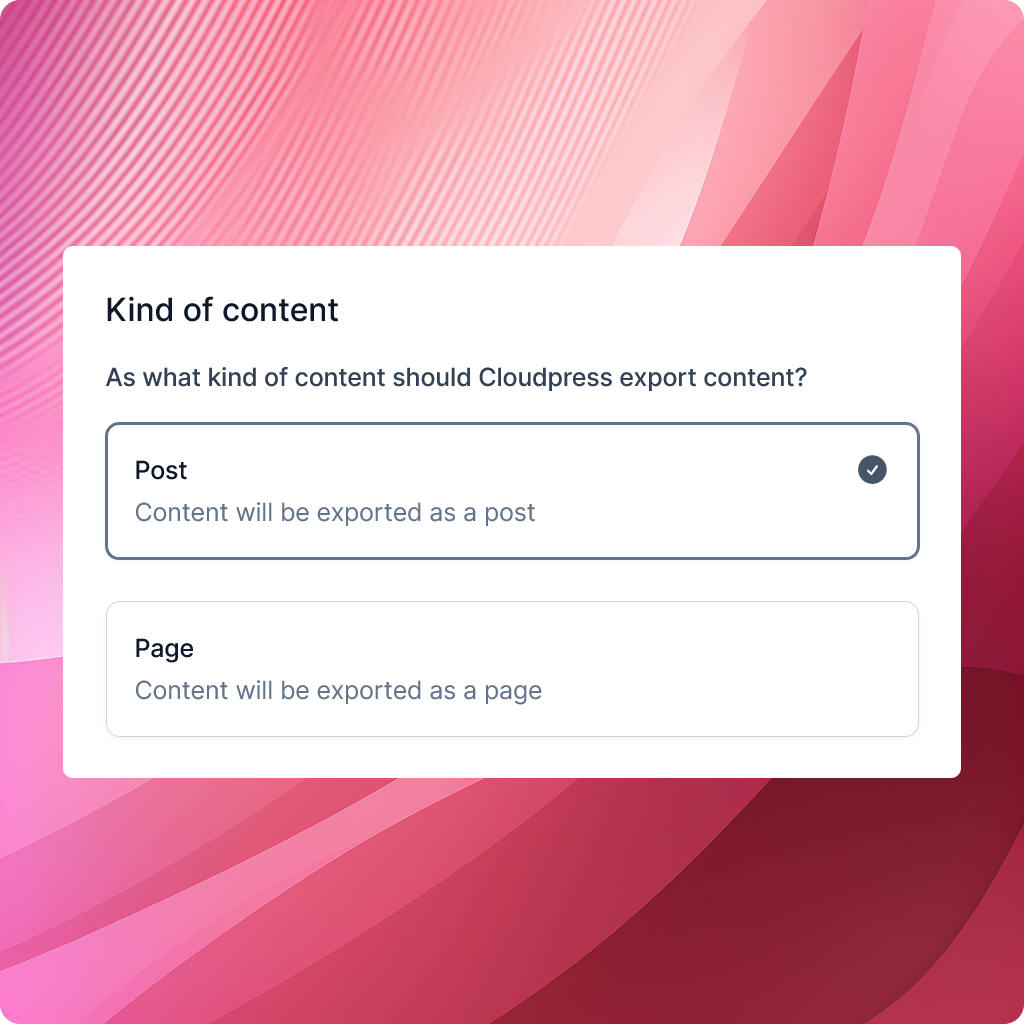 Kind of content
As what kind of content should Cloudpress export content?
Post
Content will be exported as a post
Page
Content will be exported as a page